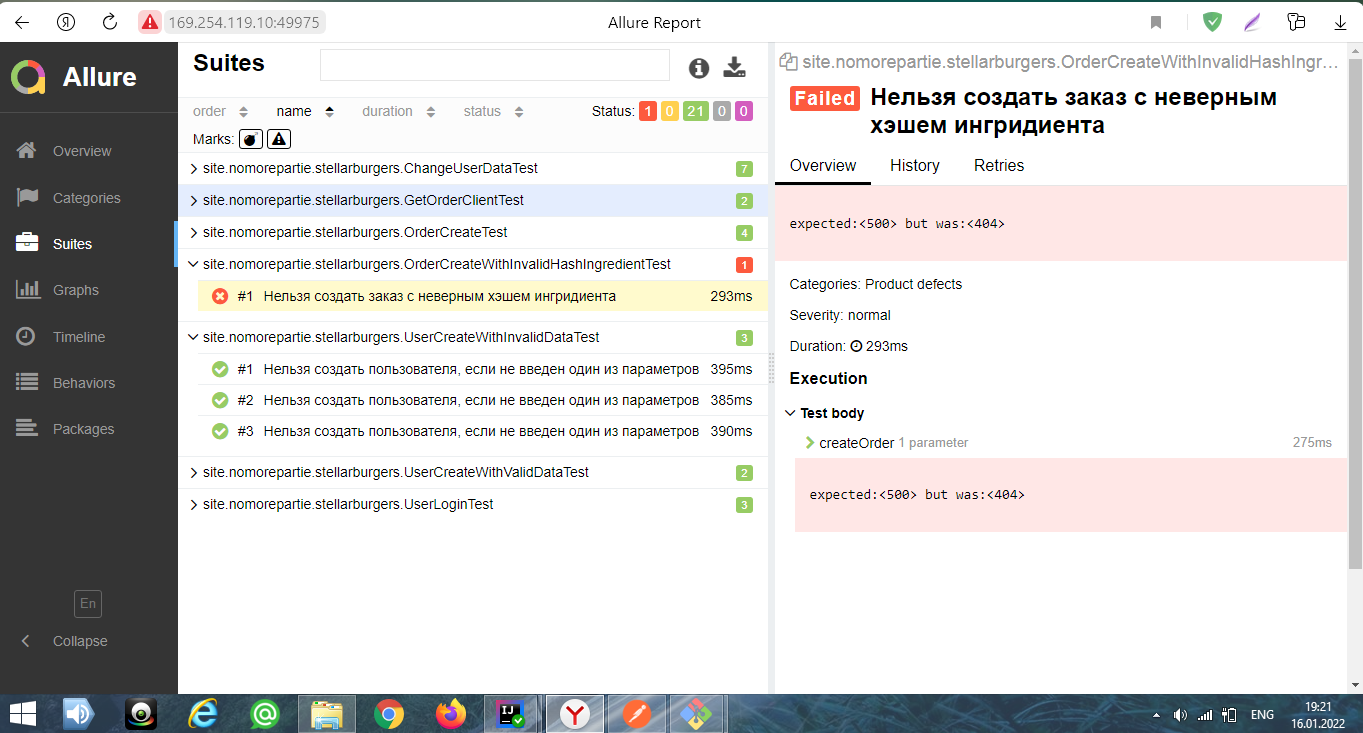 169.254.119.10:49975
Allure Report
Allure
Overview
Categories
Suites
Graphs
Timeline
Behaviors
Packages
En
Collapse
Suites
order name duration status Status: 1 0 21 0 0
Marks:
site.nomorepartie.stellarburgers.ChangeUserDataTest 7
site.nomorepartie.stellarburgers.GetOrderClientTest 2
site.nomorepartie.stellarburgers.OrderCreateTest 4
site.nomorepartie.stellarburgers.OrderCreateWithInvalidHashIngredientTest 1
#1 Нельзя создать заказ с неверным хэшем ингридиента 293ms
site.nomorepartie.stellarburgers.UserCreateWithInvalidDataTest 3
#1 Нельзя создать пользователя, если не введен один из параметров 395ms
#2 Нельзя создать пользователя, если не введен один из параметров 385ms
#3 Нельзя создать пользователя, если не введен один из параметров 390ms
site.nomorepartie.stellarburgers.UserCreateWithValidDataTest 2
site.nomorepartie.stellarburgers.UserLoginTest 3
site.nomorepartie.stellarburgers.OrderCreateWithInvalidHashIngr...
Failed Нельзя создать заказ с неверным
хэшем ингридиента
Overview History Retries
expected:<500> but was:<404>
Categories: Product defects
Severity: normal
Duration: 293ms
Execution
Test body
createOrder 1 parameter 275ms
expected:<500> but was:<404>
IJ
ENG
19:21
16.01.2022